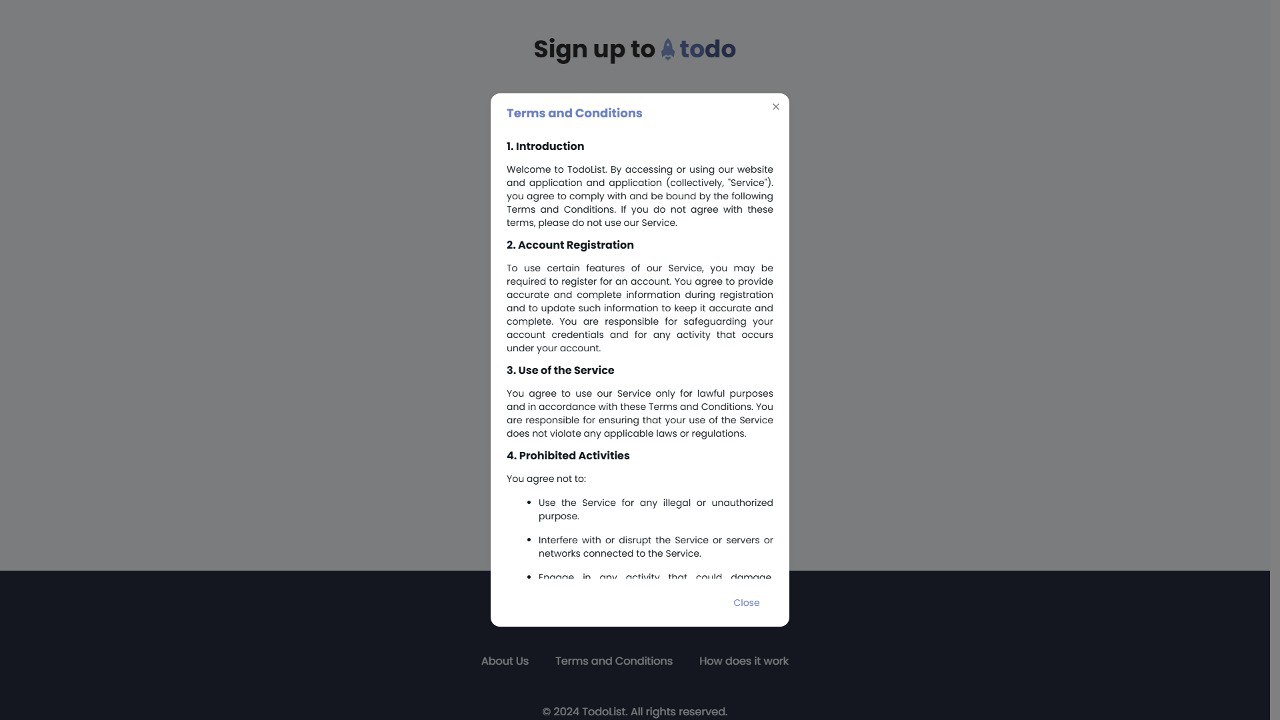 Sign up to todo
Terms and Conditions
×
1. Introduction
Welcome to TodoList. By accessing or using our website
and application and application (collectively, "Service").
you agree to comply with and be bound by the following
Terms and Conditions. If you do not agree with these
terms, please do not use our Service.
2. Account Registration
To use certain features of our Service, you may be
required to register for an account. You agree to provide
accurate and complete information during registration
and to update such information to keep it accurate and
complete. You are responsible for safeguarding your
account credentials and for any activity that occurs
under your account.
3. Use of the Service
You agree to use our Service only for lawful purposes
and in accordance with these Terms and Conditions. You
are responsible for ensuring that your use of the Service
does not violate any applicable laws or regulations.
4. Prohibited Activities
You agree not to:
• Use the Service for any illegal or unauthorized
purpose.
• Interfere with or disrupt the Service or servers or
networks connected to the Service.
• Engage in any activity that could damage,
Close
About Us Terms and Conditions How does it work
© 2024 TodoList. All rights reserved.